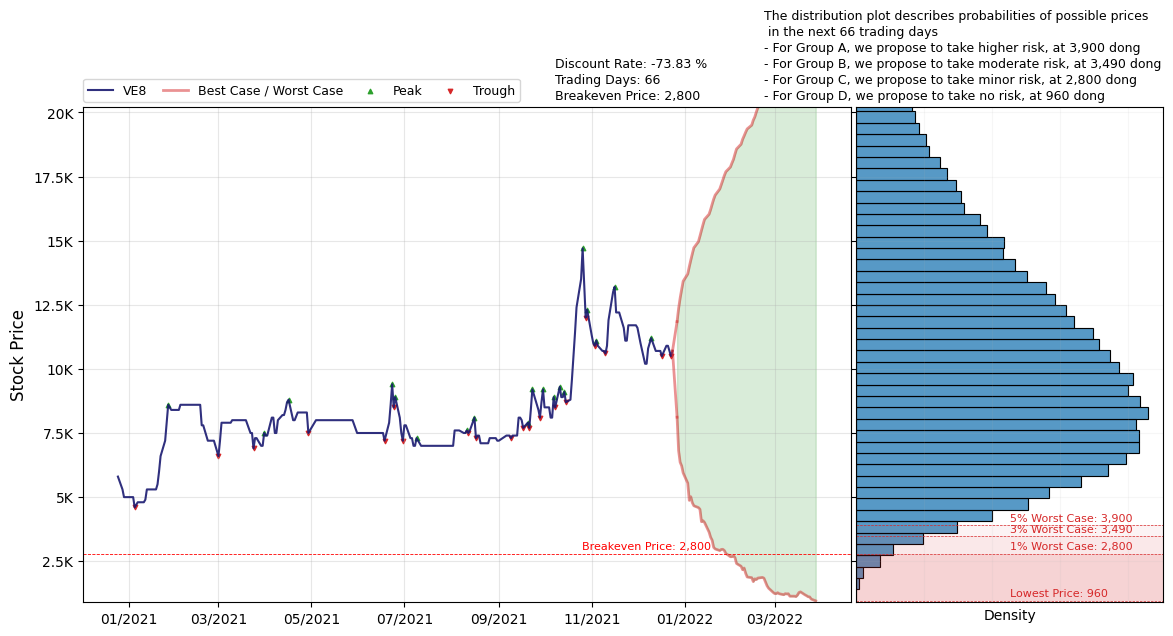 The distribution plot describes probabilities of possible prices
in the next 66 trading days
- For Group A, we propose to take higher risk, at 3,900 dong
- For Group B, we propose to take moderate risk, at 3,490 dong
- For Group C, we propose to take minor risk, at 2,800 dong
- For Group D, we propose to take no risk, at 960 dong
Discount Rate: -73.83 %
Trading Days: 66
Breakeven Price: 2,800
VE8
Best Case / Worst Case
Peak
Trough
Stock Price
20K
17.5K
15K
12.5K
10K
7.5K
5K
2.5K
Breakeven Price: 2,800
5% Worst Case: 3,900
3% Worst Case: 3,490
1% Worst Case: 2,800
Lowest Price: 960
01/2021
03/2021
05/2021
07/2021
09/2021
11/2021
01/2022
03/2022
Density